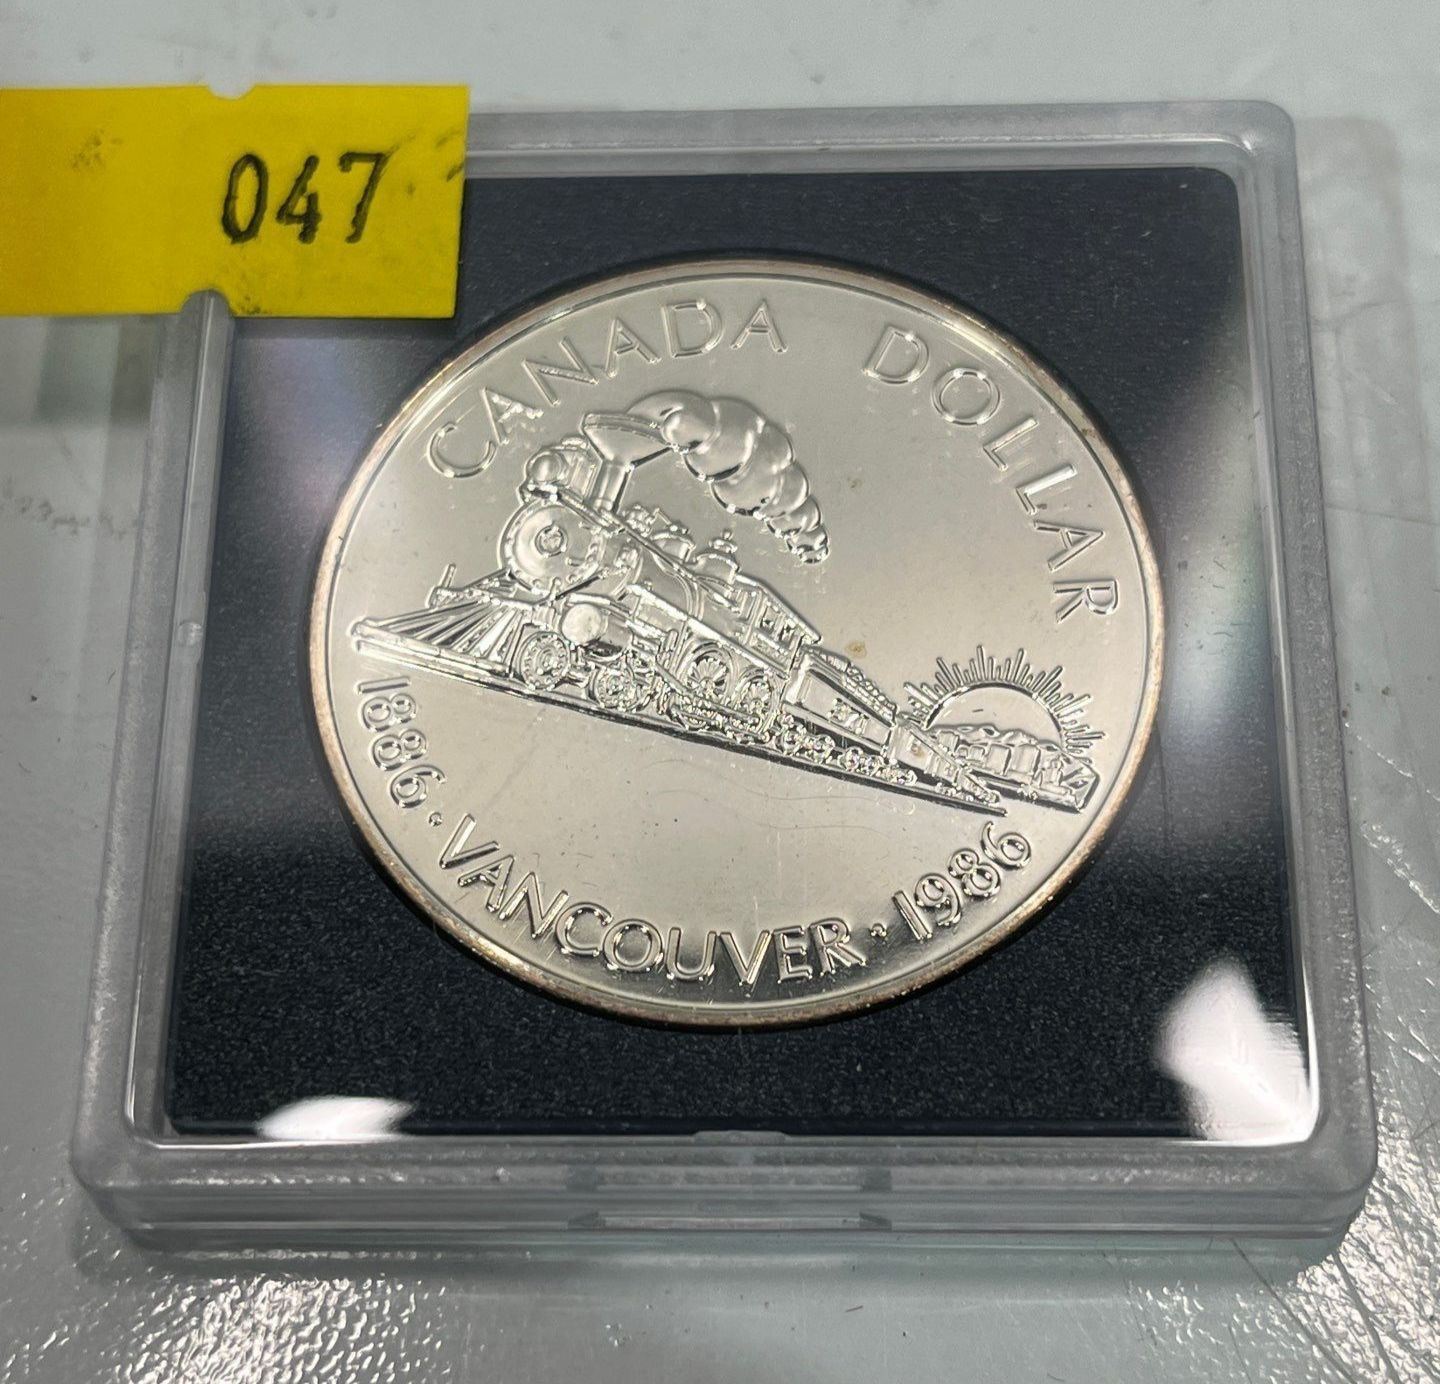 047
CANADA DOLLAR
1886 • VANCOUVER • 1986